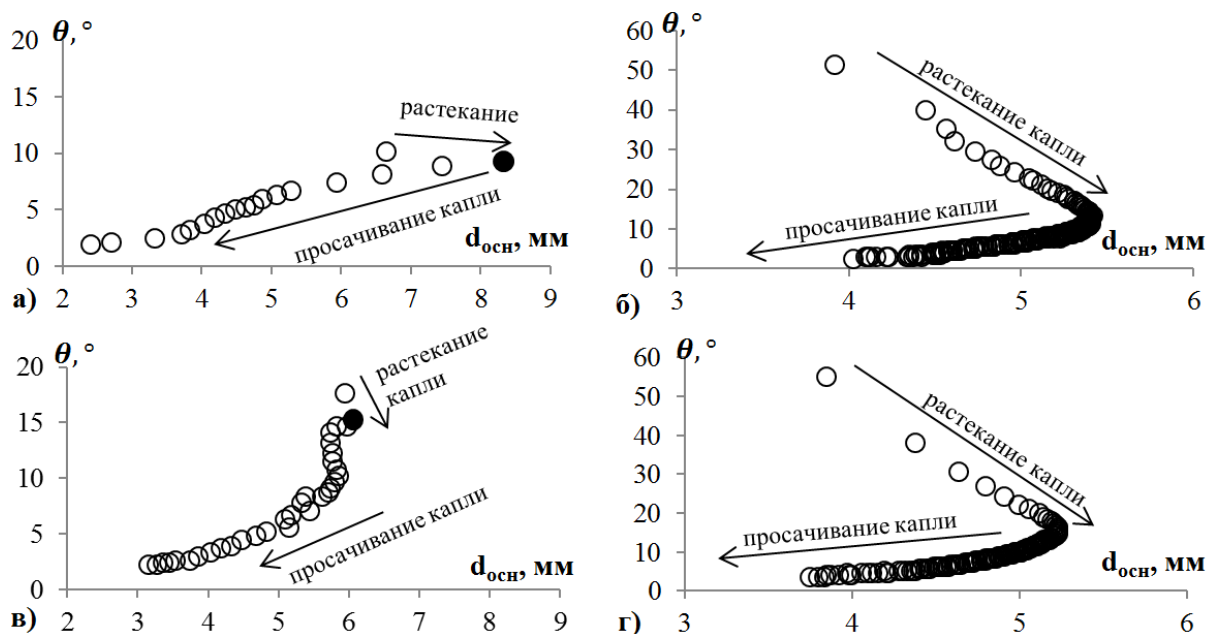 θ, °
20
15
10
5
0
растекание
просачивание капли
dосн, мм
а)
2 3 4 5 6 7 8 9
θ, °
60
50
40
30
20
10
0
растекание капли
просачивание капли
dосн, мм
б)
3 4 5 6
θ, °
20
15
10
5
0
растекание
капли
просачивание капли
dосн, мм
в)
2 3 4 5 6 7 8 9
θ, °
60
50
40
30
20
10
0
растекание капли
просачивание капли
dосн, мм
г)
3 4 5 6